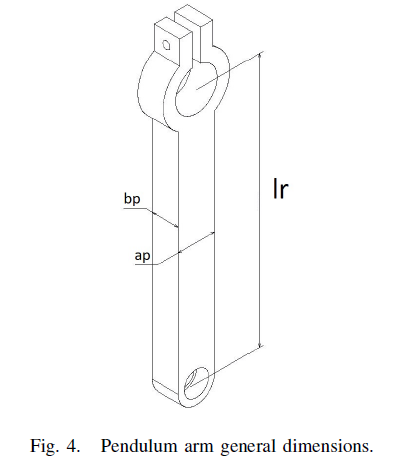 bp
lr
ap
Fig. 4. Pendulum arm general dimensions.